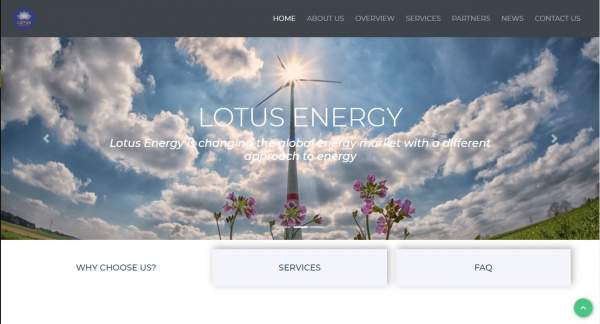 LOTUS
HOME ABOUT US OVERVIEW SERVICES PARTNERS NEWS CONTACT US
LOTUS ENERGY
Lotus Energy is changing the global energy market with a different
approach to energy
WHY CHOOSE US?
SERVICES
FAQ